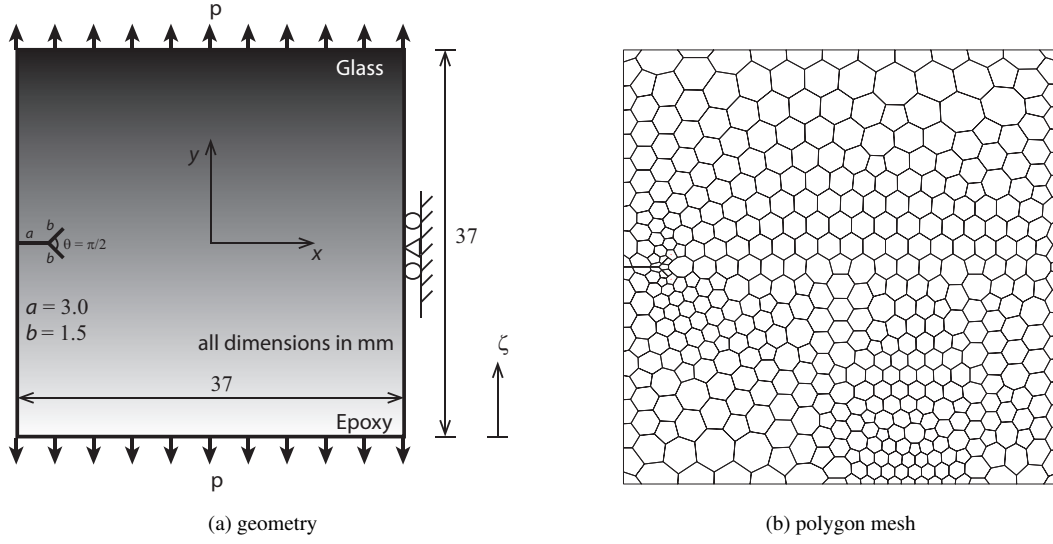 p
Glass
y
x
37
a
b
b
θ = π/2
a = 3.0
b = 1.5
all dimensions in mm
ζ
37
Epoxy
p
(a) geometry
(b) polygon mesh